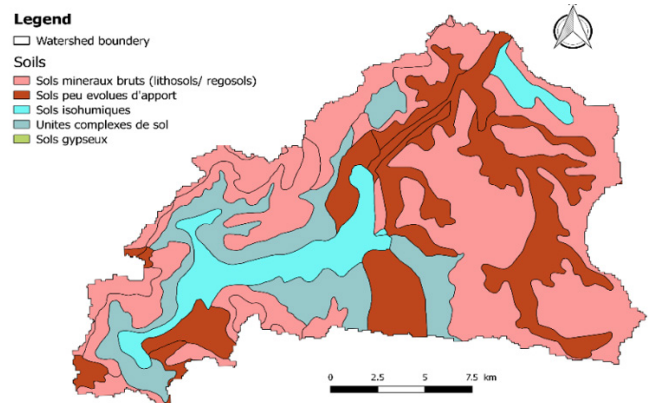 Legend
Watershed boundary
Soils
Sols mineraux bruts (lithosols/ regosols)
Sols peu evolues d'apport
Sols isohumiques
Unites complexes de sol
Sols gypseux
0 2.5 5 7.5 km